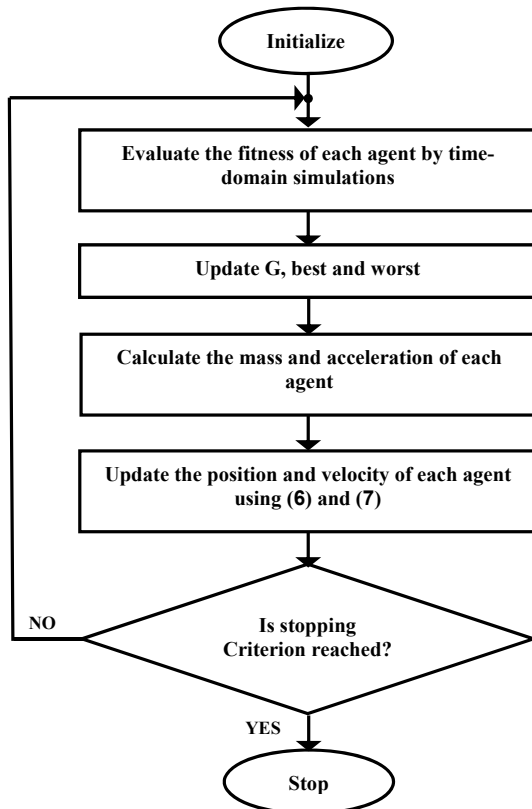 Initialize
Evaluate the fitness of each agent by time-
domain simulations
Update G, best and worst
Calculate the mass and acceleration of each
agent
Update the position and velocity of each agent
using (6) and (7)
NO
Is stopping
Criterion reached?
YES
Stop